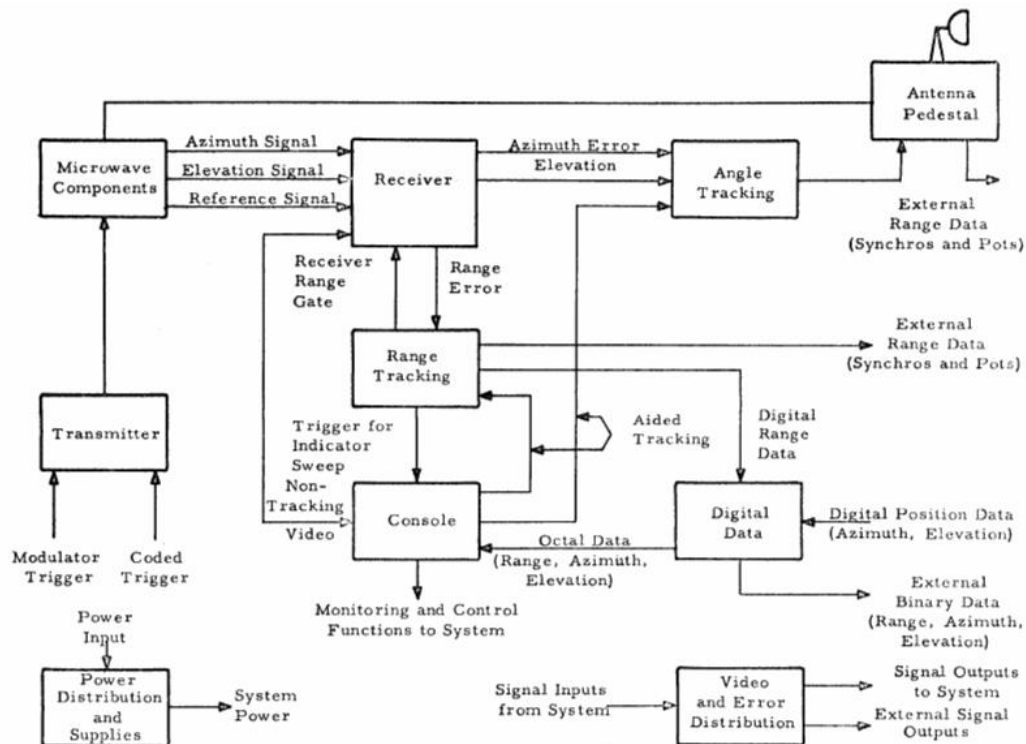 Antenna
Pedestal
Microwave
Components
Azimuth Signal
Elevation Signal
Reference Signal
Receiver
Azimuth Error
Elevation
Angle
Tracking
External
Range Data
(Synchros and Pots)
Receiver
Range
Gate
Range
Error
Range
Tracking
External
Range Data
(Synchros and Pots)
Transmitter
Trigger for
Indicator
Sweep
Non-
Tracking
Video
Aided
Tracking
Digital
Range
Data
Console
Octal Data
(Range, Azimuth,
Elevation)
Digital
Data
Digital Position Data
(Azimuth, Elevation)
Modulator
Trigger
Coded
Trigger
Monitoring and Control
Functions to System
External
Binary Data
(Range, Azimuth,
Elevation)
Power
Input
Power
Distribution
and
Supplies
System
Power
Signal Inputs
from System
Video
and Error
Distribution
Signal Outputs
to System
External Signal
Outputs